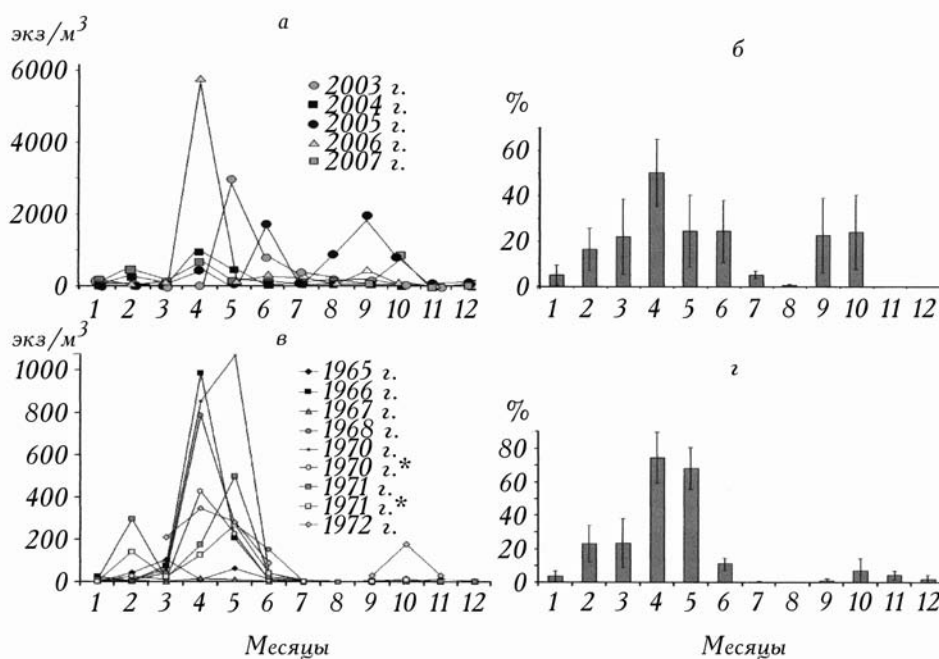 экз/м³
а
6000
4000
2000
0
1 2 3 4 5 6 7 8 9 10 11 12
2003 г.
2004 г.
2005 г.
2006 г.
2007 г.
б
%
60
40
20
0
1 2 3 4 5 6 7 8 9 10 11 12
экз/м³
в
1000
800
600
400
200
0
1 2 3 4 5 6 7 8 9 10 11 12
Месяцы
1965 г.
1966 г.
1967 г.
1968 г.
1970 г.
1970 г.*
1971 г.
1971 г.*
1972 г.
г
%
80
60
40
20
0
1 2 3 4 5 6 7 8 9 10 11 12
Месяцы